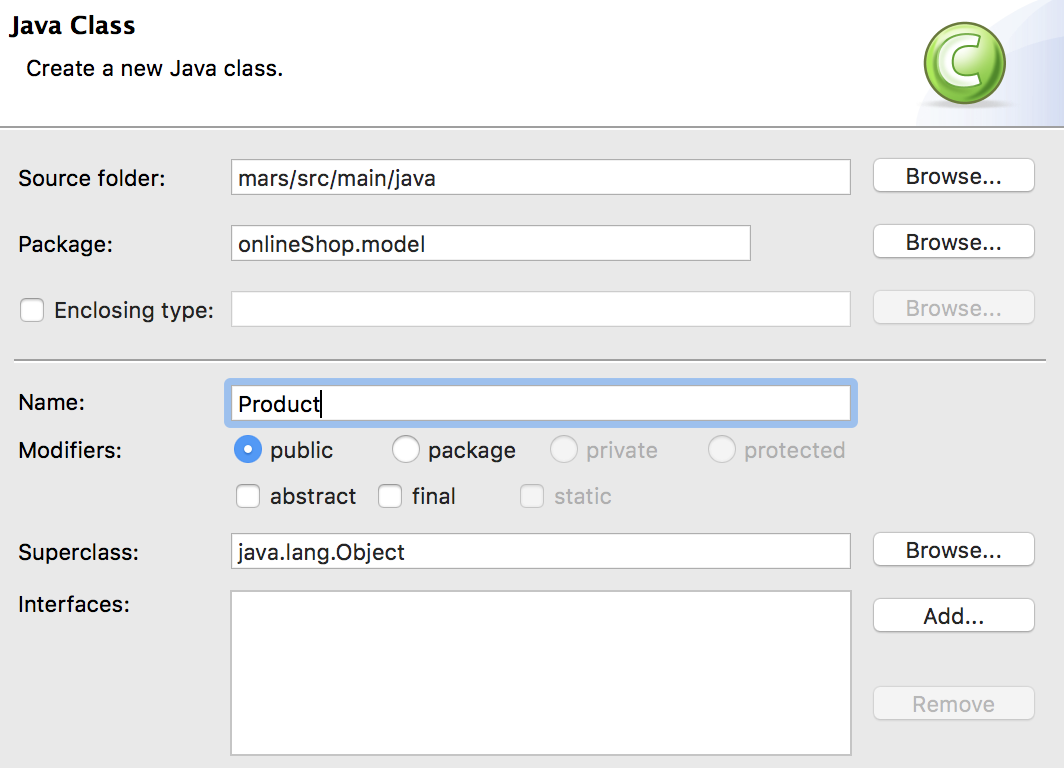 Java Class
Create a new Java class.
Source folder: mars/src/main/java Browse...
Package: onlineShop.model Browse...
Enclosing type: Browse...
Name: Product
Modifiers: public package private protected
abstract final static
Superclass: java.lang.Object Browse...
Interfaces: Add...
Remove